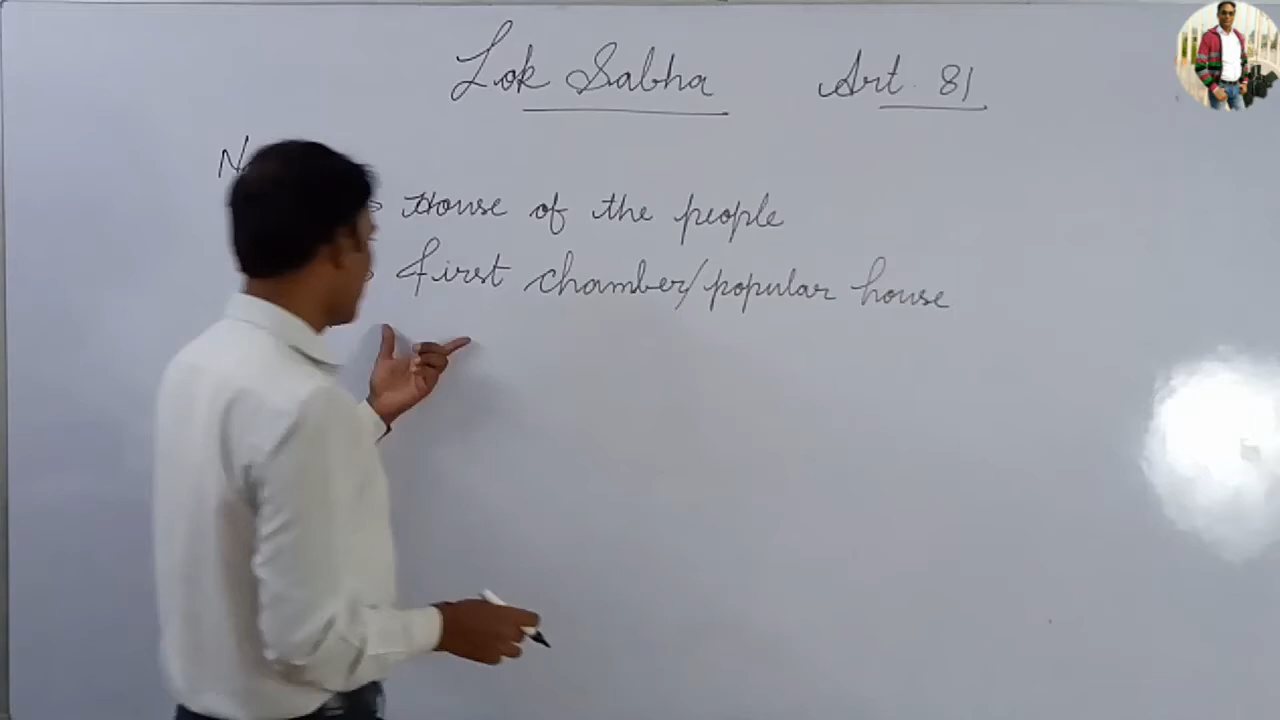 Lok Sabha Art. 81
House of the people
First chamber/popular house